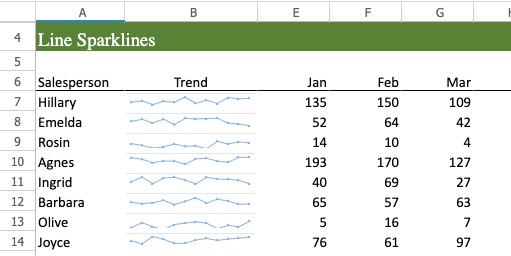 A B E F G
4 Line Sparklines
5
6 Salesperson Trend Jan Feb Mar
7 Hillary 135 150 109
8 Emelda 52 64 42
9 Rosin 14 10 4
10 Agnes 193 170 127
11 Ingrid 40 69 27
12 Barbara 65 57 63
13 Olive 5 16 7
14 Joyce 76 61 97